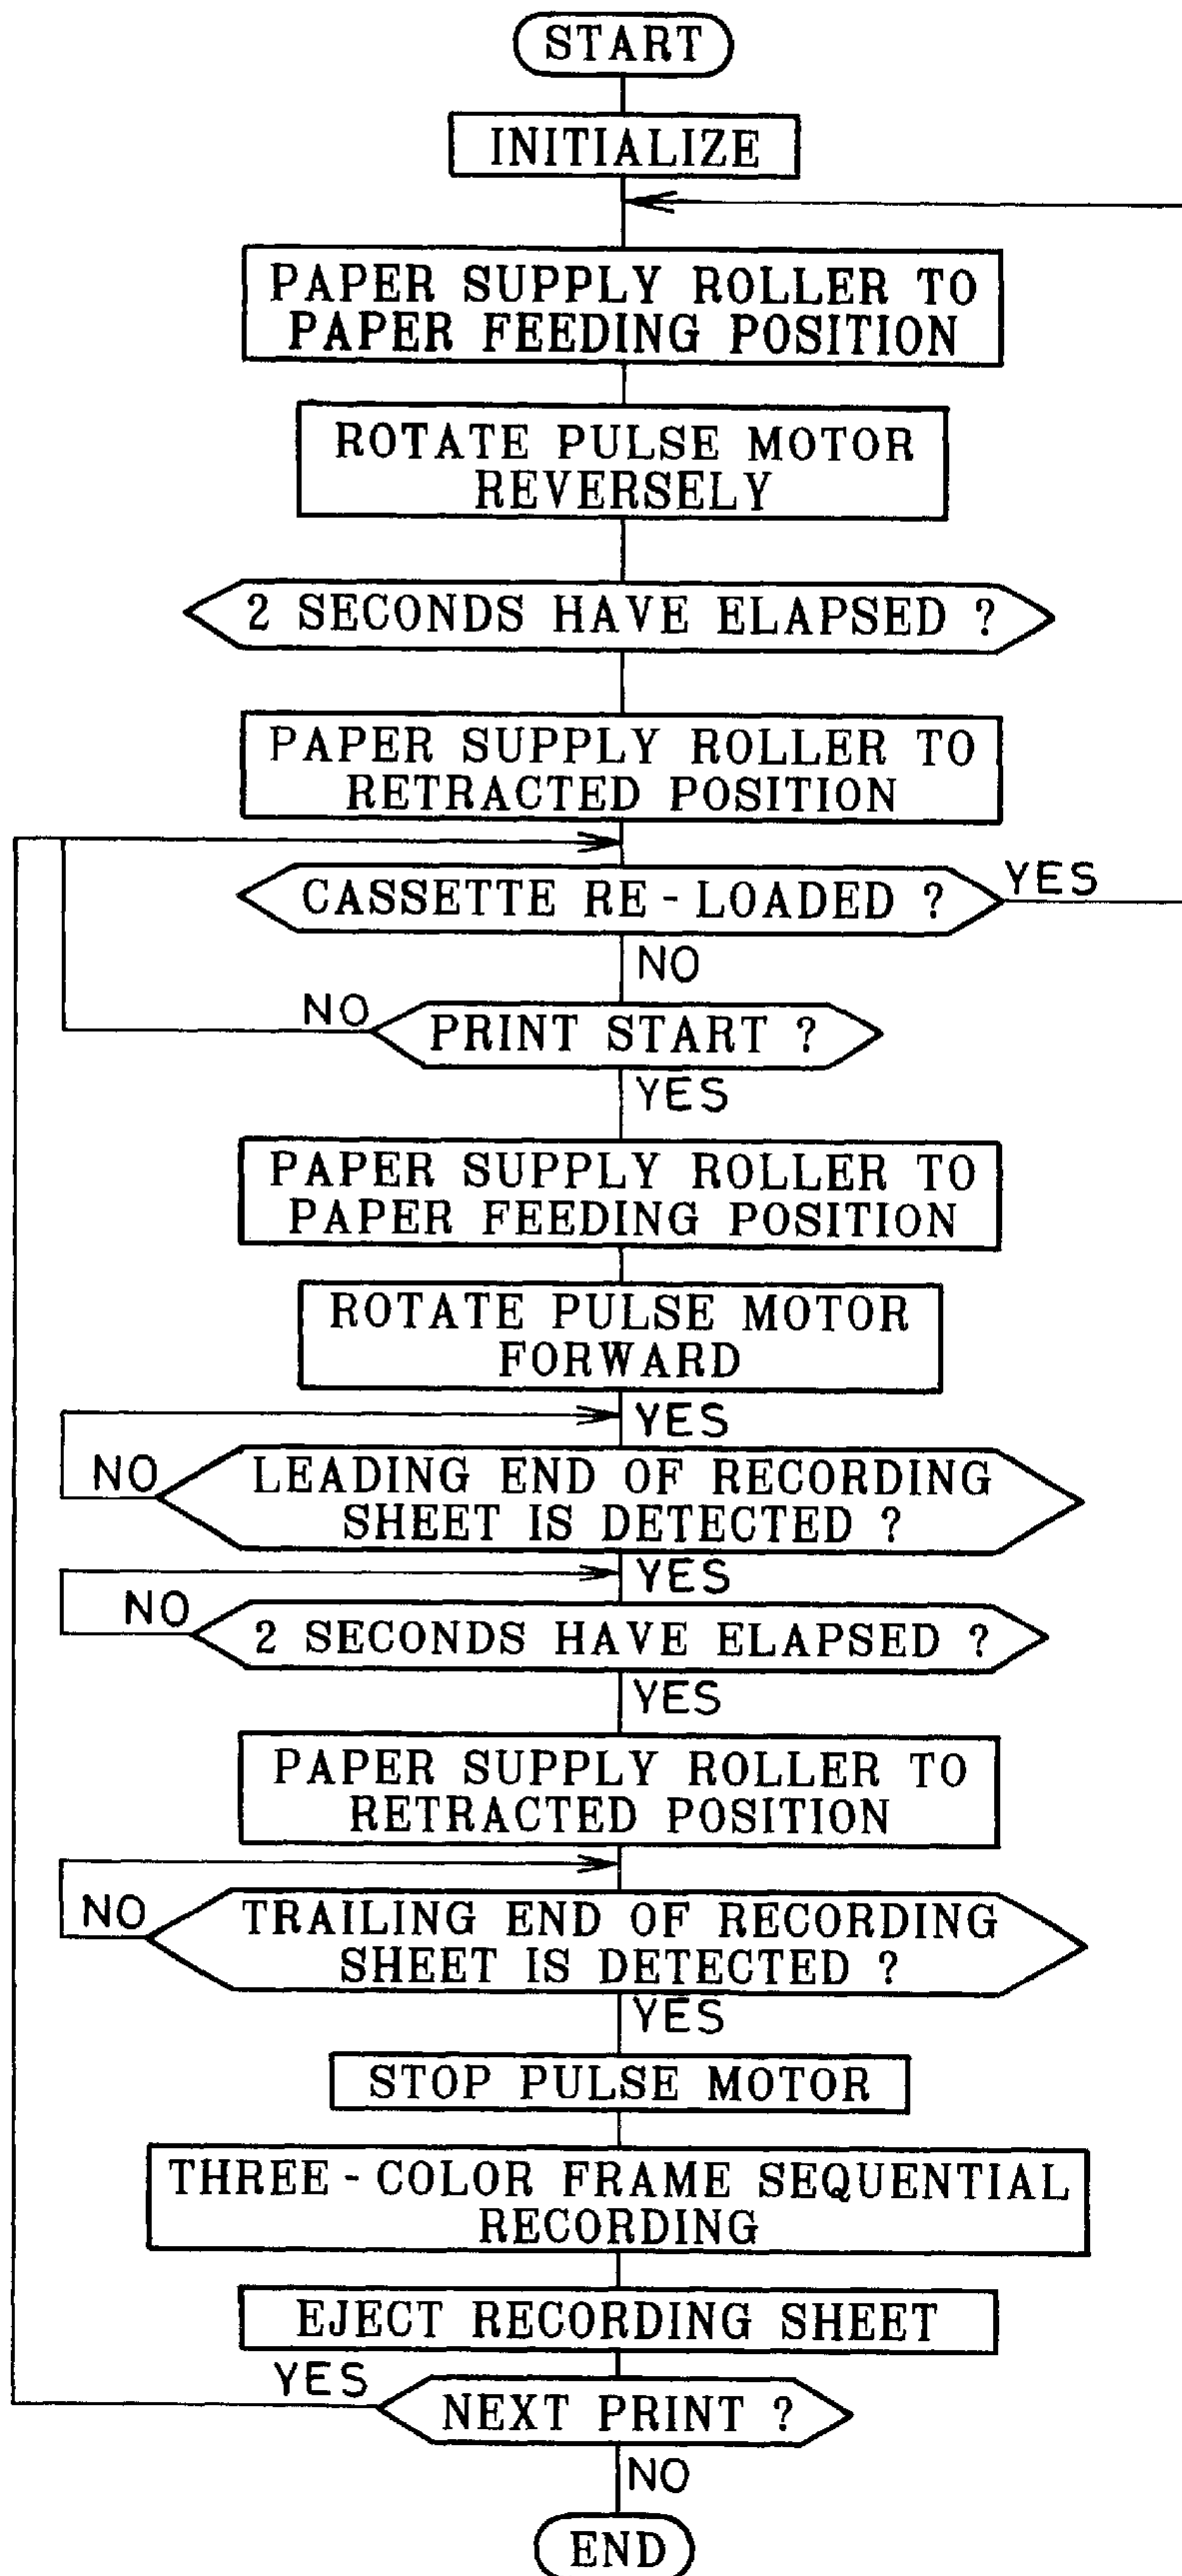 START
INITIALIZE
PAPER SUPPLY ROLLER TO
PAPER FEEDING POSITION
ROTATE PULSE MOTOR
REVERSELY
2 SECONDS HAVE ELAPSED ?
PAPER SUPPLY ROLLER TO
RETRACTED POSITION
CASSETTE RE - LOADED ?
YES
NO
NO
PRINT START ?
YES
PAPER SUPPLY ROLLER TO
PAPER FEEDING POSITION
ROTATE PULSE MOTOR
FORWARD
YES
NO
LEADING END OF RECORDING
SHEET IS DETECTED ?
YES
NO
2 SECONDS HAVE ELAPSED ?
YES
PAPER SUPPLY ROLLER TO
RETRACTED POSITION
NO
TRAILING END OF RECORDING
SHEET IS DETECTED ?
YES
STOP PULSE MOTOR
THREE - COLOR FRAME SEQUENTIAL
RECORDING
EJECT RECORDING SHEET
YES
NEXT PRINT ?
NO
END